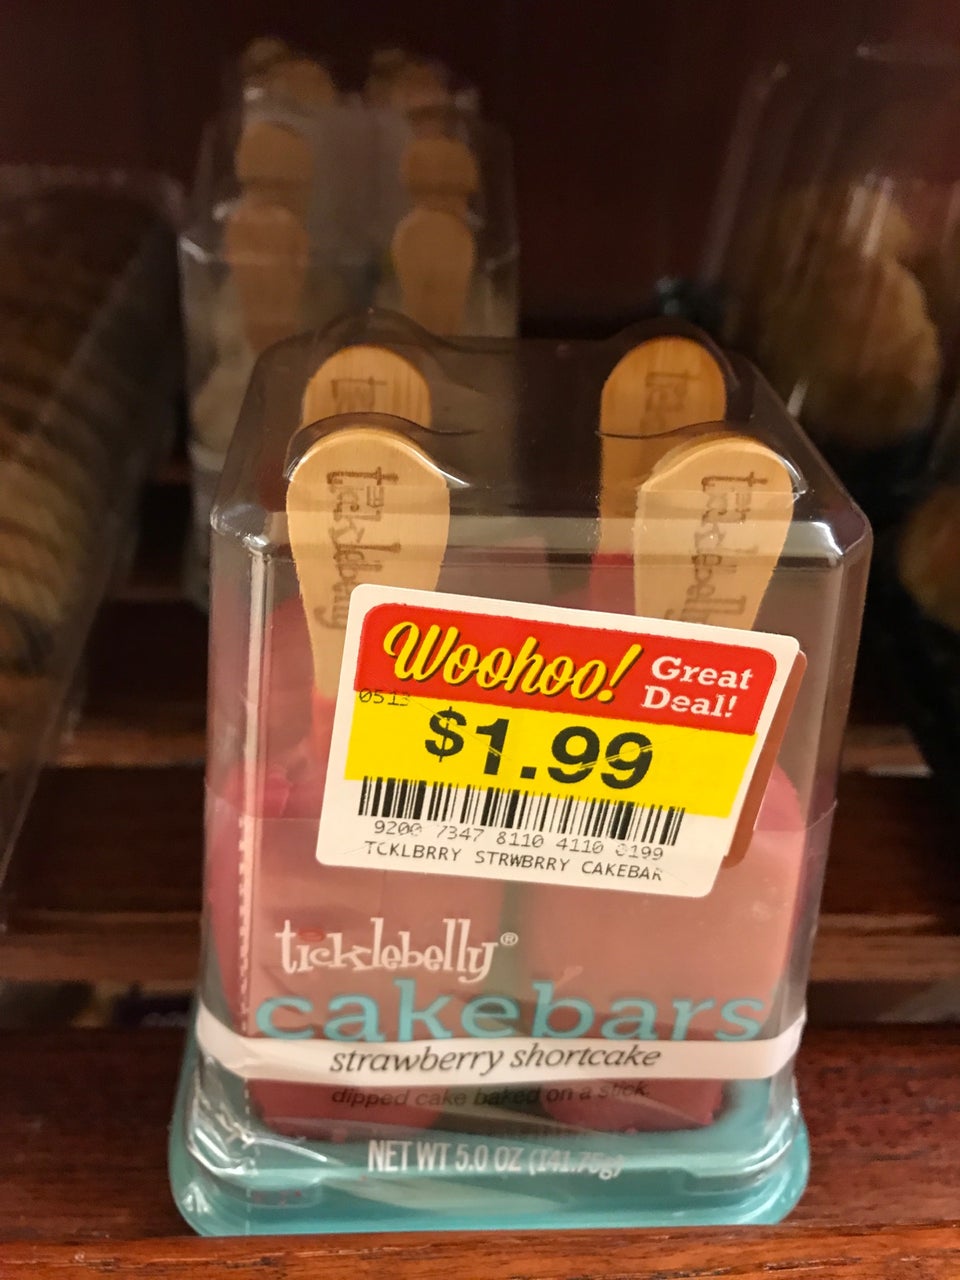 ticklebelly
ticklebelly
Woohoo!
Great
Deal!
0513
$1.99
9200 7347 8110 4110 0199
TCKLBRRY STRWBRRY CAKEBAR
ticklebelly®
cakebars
strawberry shortcake
dipped cake baked on a stick.
NET WT 5.0 OZ (141.75g)